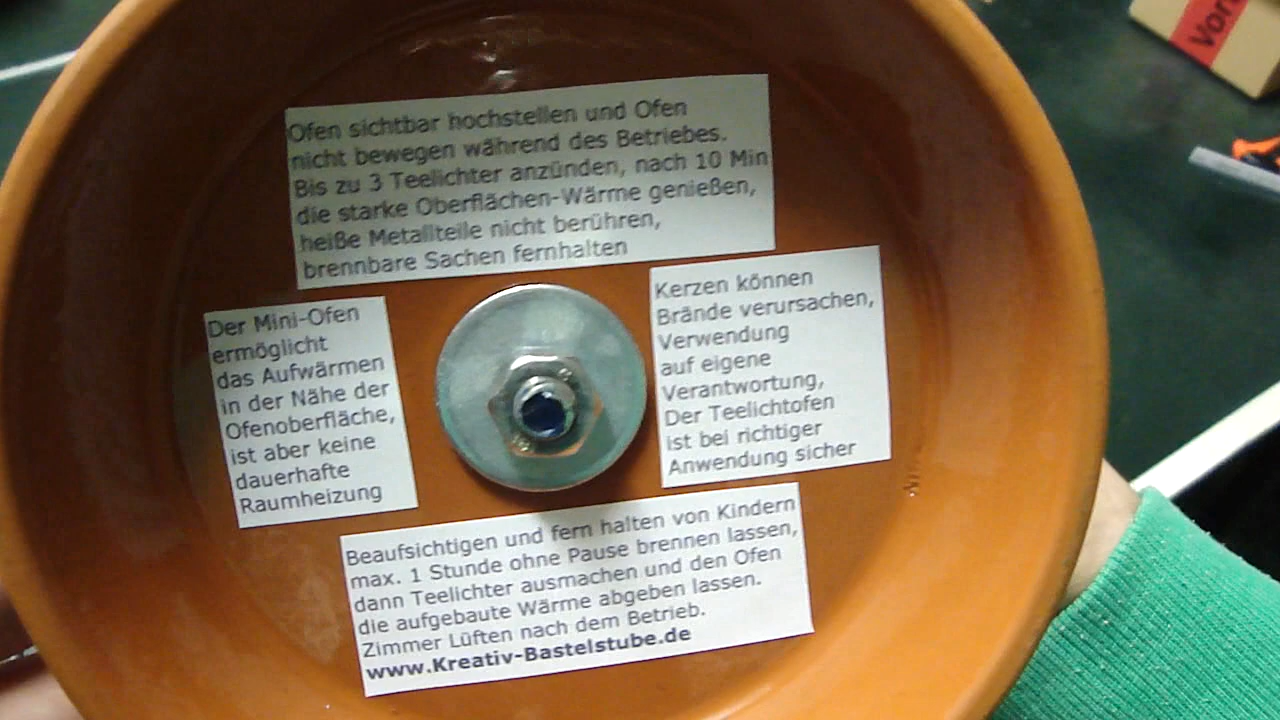 Ofen sichtbar hochstellen und Ofen
nicht bewegen während des Betriebes.
Bis zu 3 Teelichter anzünden, nach 10 Min
die starke Oberflächen-Wärme genießen,
heiße Metallteile nicht berühren,
brennbare Sachen fernhalten
Der Mini-Ofen
ermöglicht
das Aufwärmen
in der Nähe der
Ofenoberfläche,
ist aber keine
dauerhafte
Raumheizung
Kerzen können
Brände verursachen,
Verwendung
auf eigene
Verantwortung,
Der Teelichtofen
ist bei richtiger
Anwendung sicher
Beaufsichtigen und fern halten von Kindern
max. 1 Stunde ohne Pause brennen lassen,
dann Teelichter ausmachen und den Ofen
die aufgebaute Wärme abgeben lassen.
Zimmer Lüften nach dem Betrieb.
www.Kreativ-Bastelstube.de